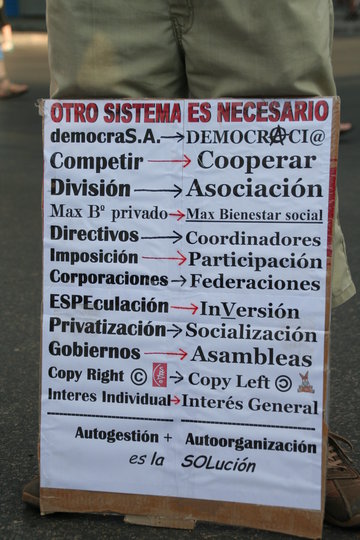 OTRO SISTEMA ES NECESARIO
democraS.A. → DEMOCRACI@
Competir → Cooperar
División → Asociación
Max Bº privado → Max Bienestar social
Directivos → Coordinadores
Imposición → Participación
Corporaciones → Federaciones
ESPEculación → InVersión
Privatización → Socialización
Gobiernos → Asambleas
Copy Right © → Copy Left 🄯
Interes Individual → Interés General
Autogestión + Autoorganización
es la SOLución